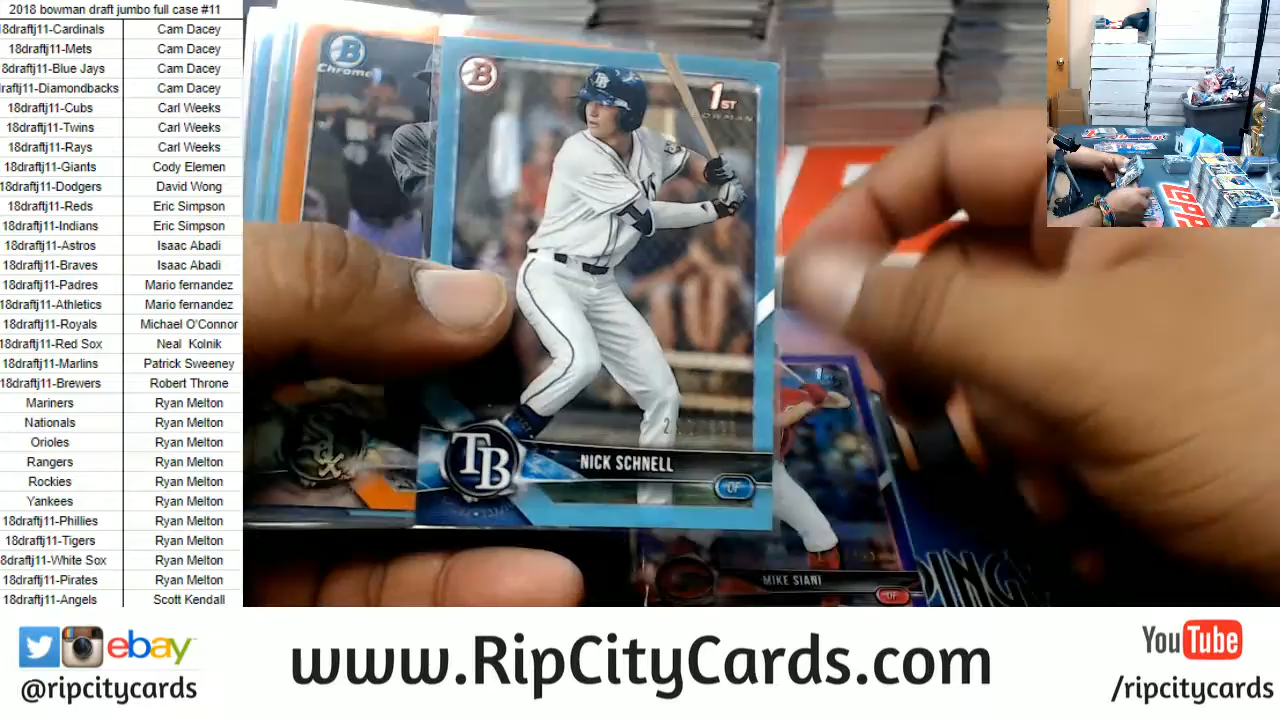 2018 bowman draft jumbo full case #11
18draftj11-Cardinals Cam Dacey
18draftj11-Mets Cam Dacey
8draftj11-Blue Jays Cam Dacey
draftj11-Diamondbacks Cam Dacey
18draftj11-Cubs Carl Weeks
18draftj11-Twins Carl Weeks
18draftj11-Rays Carl Weeks
18draftj11-Giants Cody Elemen
18draftj11-Dodgers David Wong
18draftj11-Reds Eric Simpson
18draftj11-Indians Eric Simpson
18draftj11-Astros Isaac Abadi
18draftj11-Braves Isaac Abadi
18draftj11-Padres Mario fernandez
18draftj11-Athletics Mario fernandez
18draftj11-Royals Michael O'Connor
18draftj11-Red Sox Neal Kolnik
18draftj11-Marlins Patrick Sweeney
18draftj11-Brewers Robert Throne
Mariners Ryan Melton
Nationals Ryan Melton
Orioles Ryan Melton
Rangers Ryan Melton
Rockies Ryan Melton
Yankees Ryan Melton
18draftj11-Phillies Ryan Melton
18draftj11-Tigers Ryan Melton
8draftj11-White Sox Ryan Melton
18draftj11-Pirates Ryan Melton
18draftj11-Angels Scott Kendall
B
Chrome
B
1ST
BOWMAN
TB
TB
NICK SCHNELL
OF
MIKE SIANI
OF
PING
TOPPS
ebay
@ripcitycards
www.RipCityCards.com
YouTube
/ripcitycards